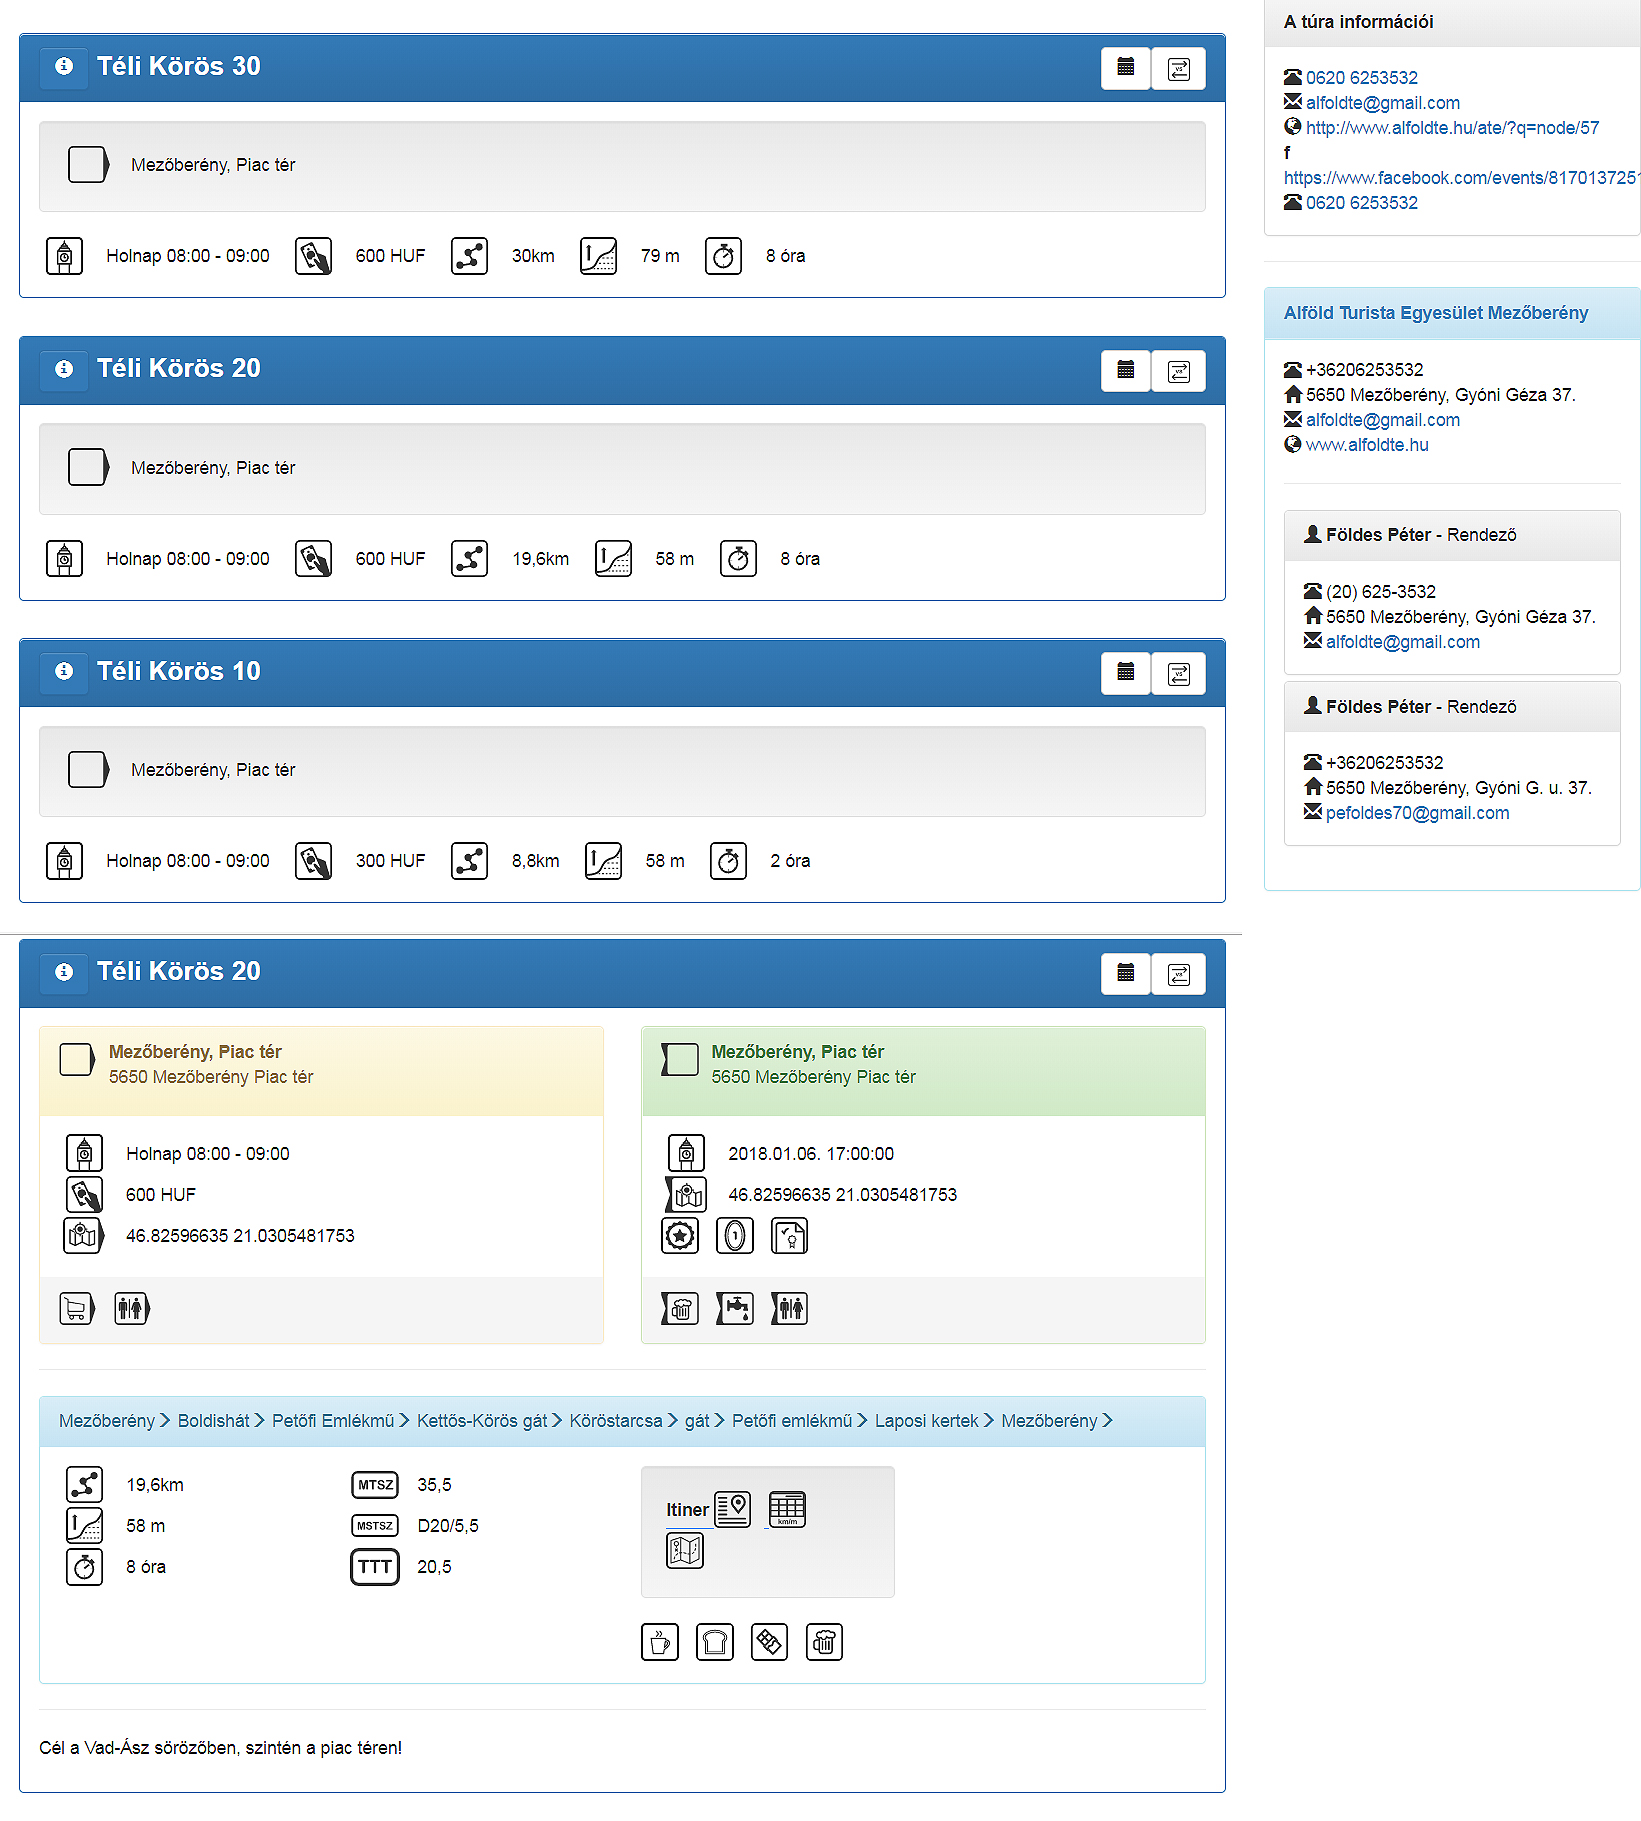 Téli Körös 30
Mezőberény, Piac tér
Holnap 08:00 - 09:00 600 HUF 30km 79 m 8 óra
Téli Körös 20
Mezőberény, Piac tér
Holnap 08:00 - 09:00 600 HUF 19,6km 58 m 8 óra
Téli Körös 10
Mezőberény, Piac tér
Holnap 08:00 - 09:00 300 HUF 8,8km 58 m 2 óra
A túra információi
0620 6253532
alfoldte@gmail.com
http://www.alfoldte.hu/ate/?q=node/57
f
https://www.facebook.com/events/8170137251
0620 6253532
Alföld Turista Egyesület Mezőberény
+36206253532
5650 Mezőberény, Gyóni Géza 37.
alfoldte@gmail.com
www.alfoldte.hu
Földes Péter - Rendező
(20) 625-3532
5650 Mezőberény, Gyóni Géza 37.
alfoldte@gmail.com
Földes Péter - Rendező
+36206253532
5650 Mezőberény, Gyóni G. u. 37.
pefoldes70@gmail.com
Téli Körös 20
Mezőberény, Piac tér
5650 Mezőberény Piac tér
Holnap 08:00 - 09:00
600 HUF
46.82596635 21.0305481753
Mezőberény, Piac tér
5650 Mezőberény Piac tér
2018.01.06. 17:00:00
46.82596635 21.0305481753
Mezőberény Boldishát Petőfi Emlékmű Kettős-Körös gát Köröstarcsa gát Petőfi emlékmű Laposi kertek Mezőberény
19,6km
58 m
8 óra
MTSZ 35,5
MSTSZ D20/5,5
TTT 20,5
Itiner km/m
Cél a Vad-Ász sörözőben, szintén a piac téren!